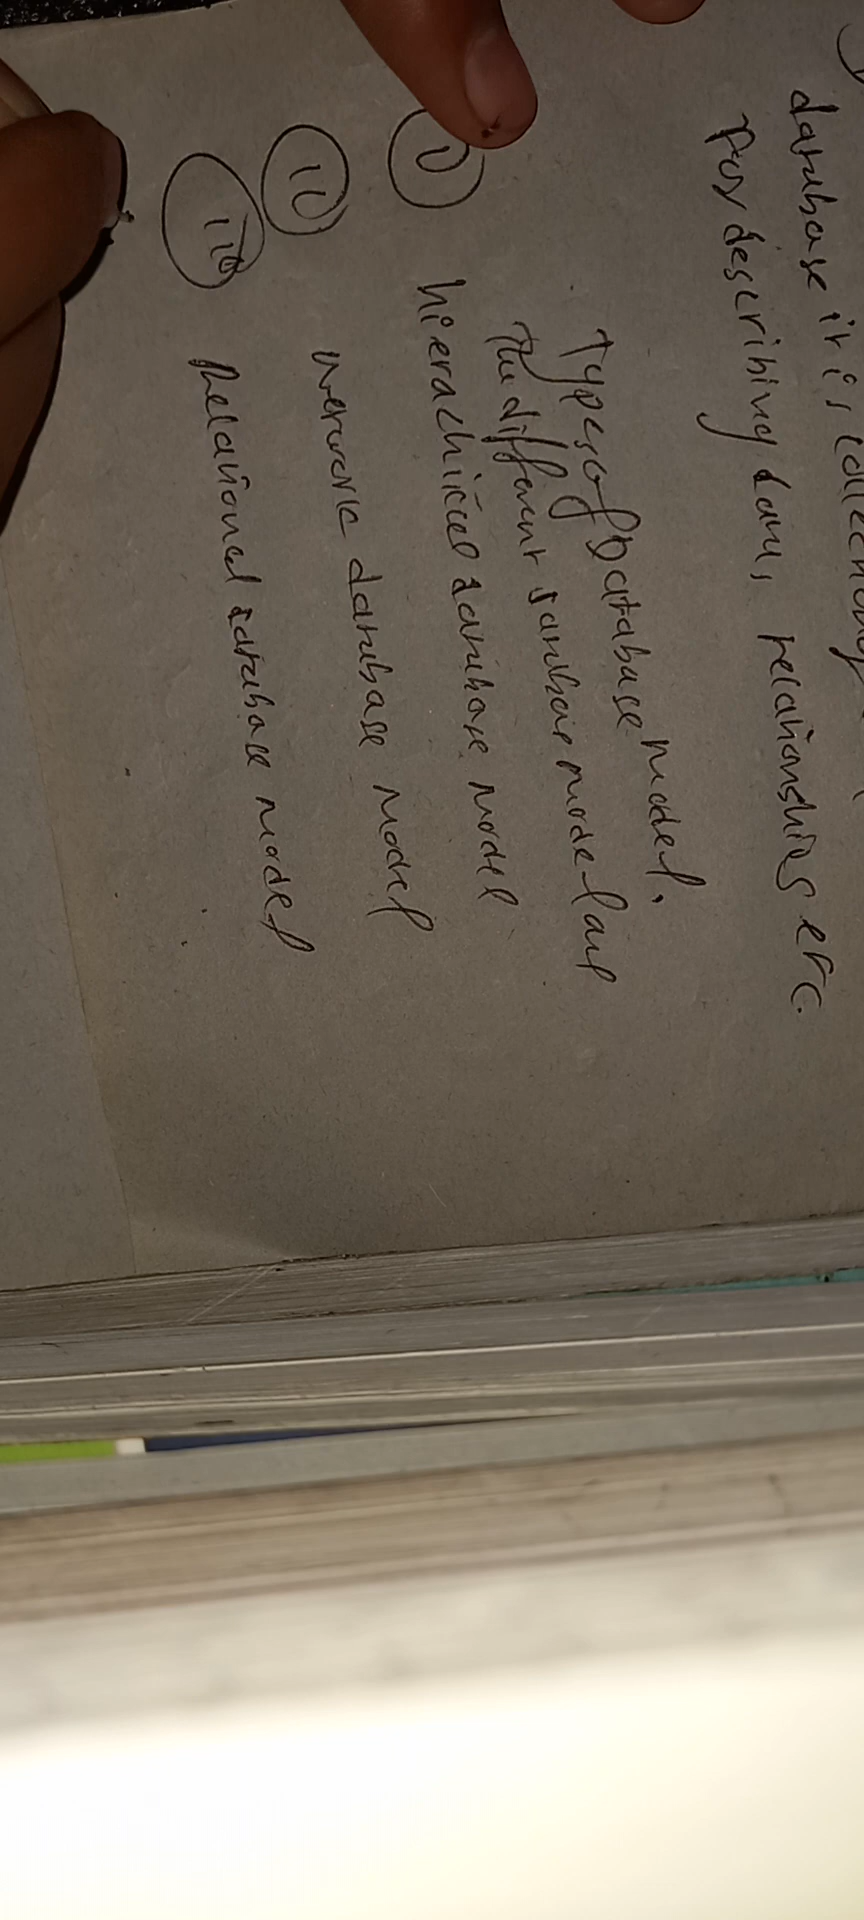 database it is collection
for describing data, relationships etc.
Types of Database model.
The different database model are
i hierachical database model
ii network database model
iii Relational database model